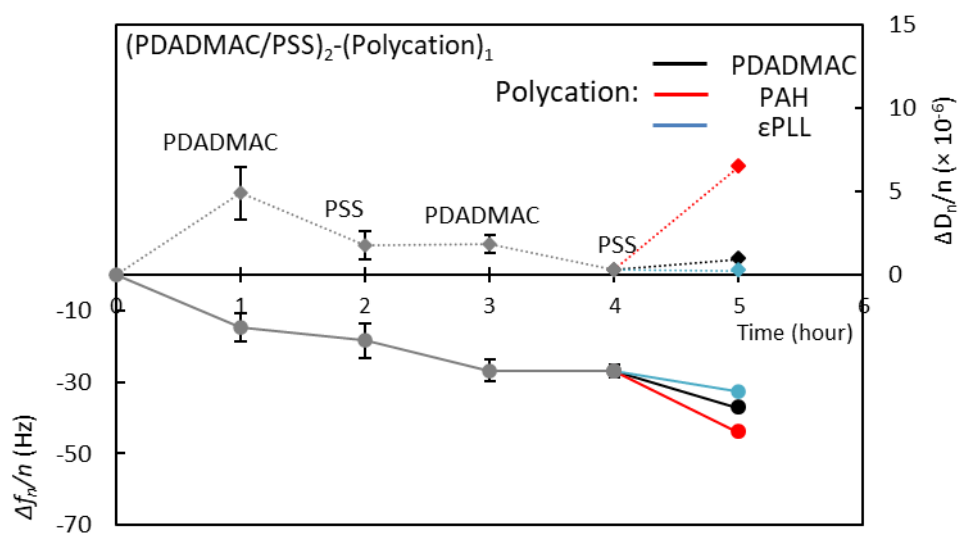 (PDADMAC/PSS)₂-(Polycation)₁
15
PDADMAC
Polycation:
PAH
10
εPLL
PDADMAC
PSS
PDADMAC
5
PSS
0
ΔDₙ/n (× 10⁻⁶)
0
1
2
3
4
5
6
Time (hour)
-10
-30
-50
-70
Δfₙ/n (Hz)